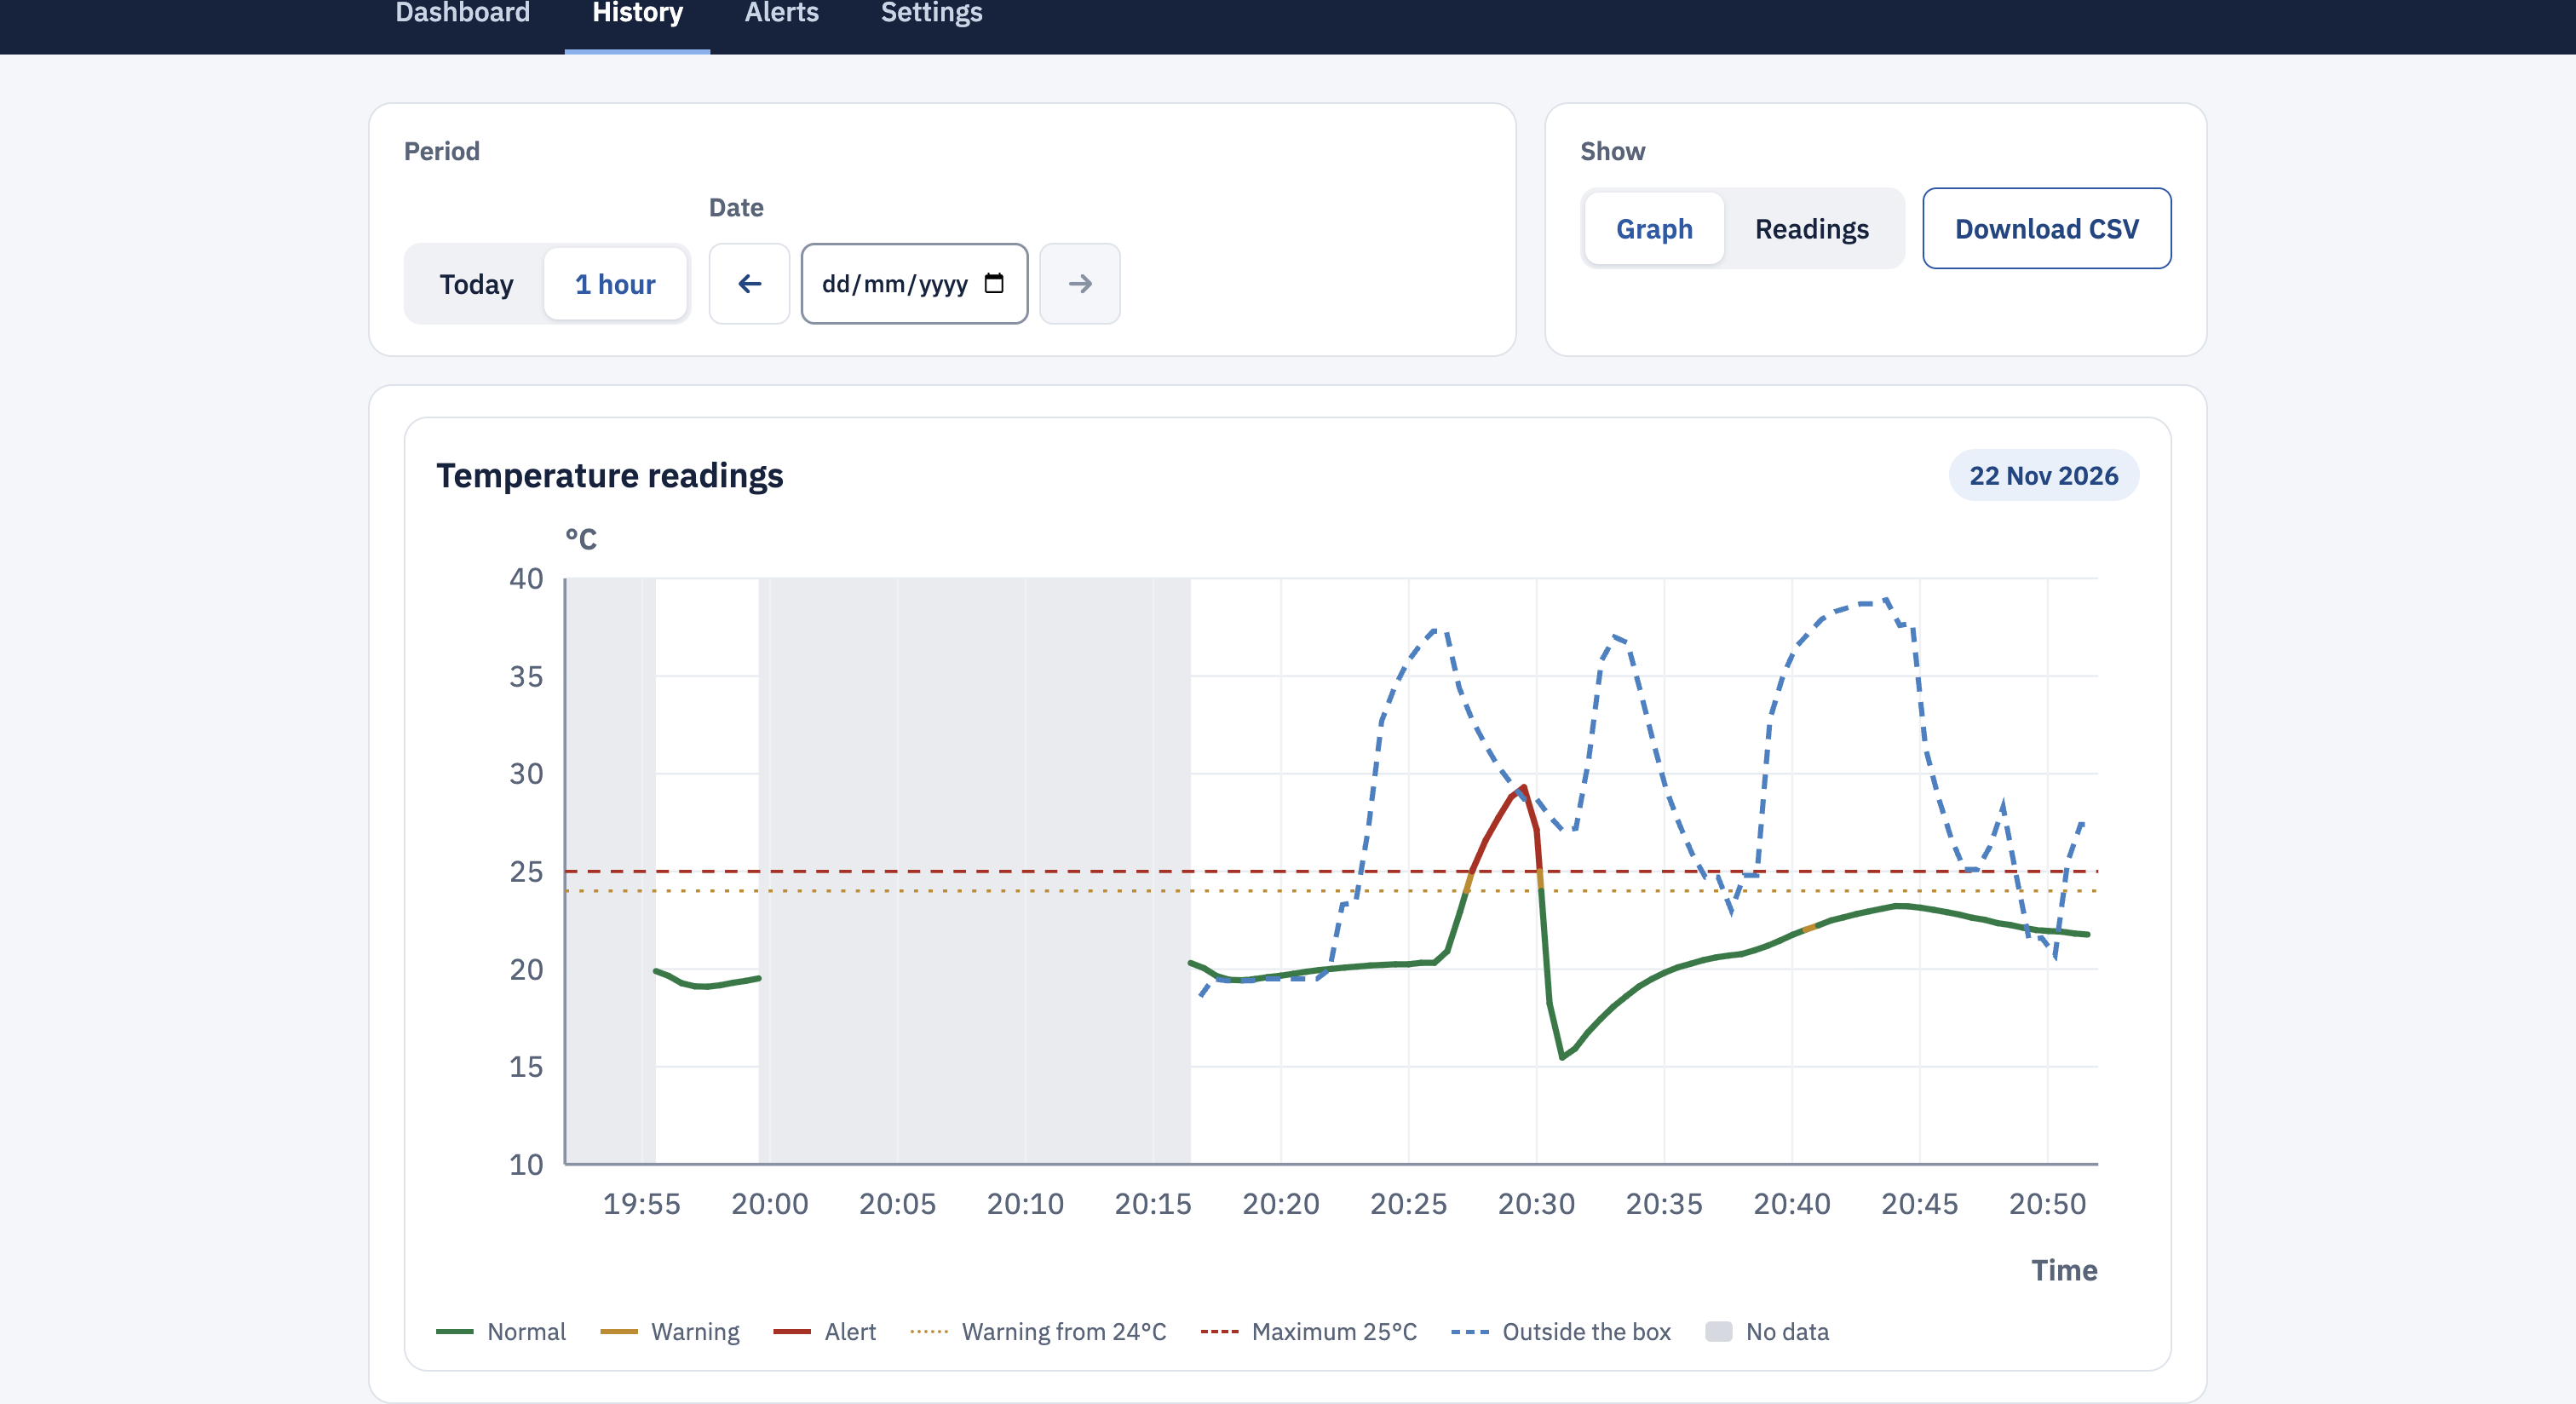 Dashboard History Alerts Settings
Period
Date
Today 1 hour dd/mm/yyyy
Show
Graph Readings Download CSV
Temperature readings
22 Nov 2026
°C
40
35
30
25
20
15
10
19:55 20:00 20:05 20:10 20:15 20:20 20:25 20:30 20:35 20:40 20:45 20:50
Time
Normal Warning Alert Warning from 24°C Maximum 25°C Outside the box No data